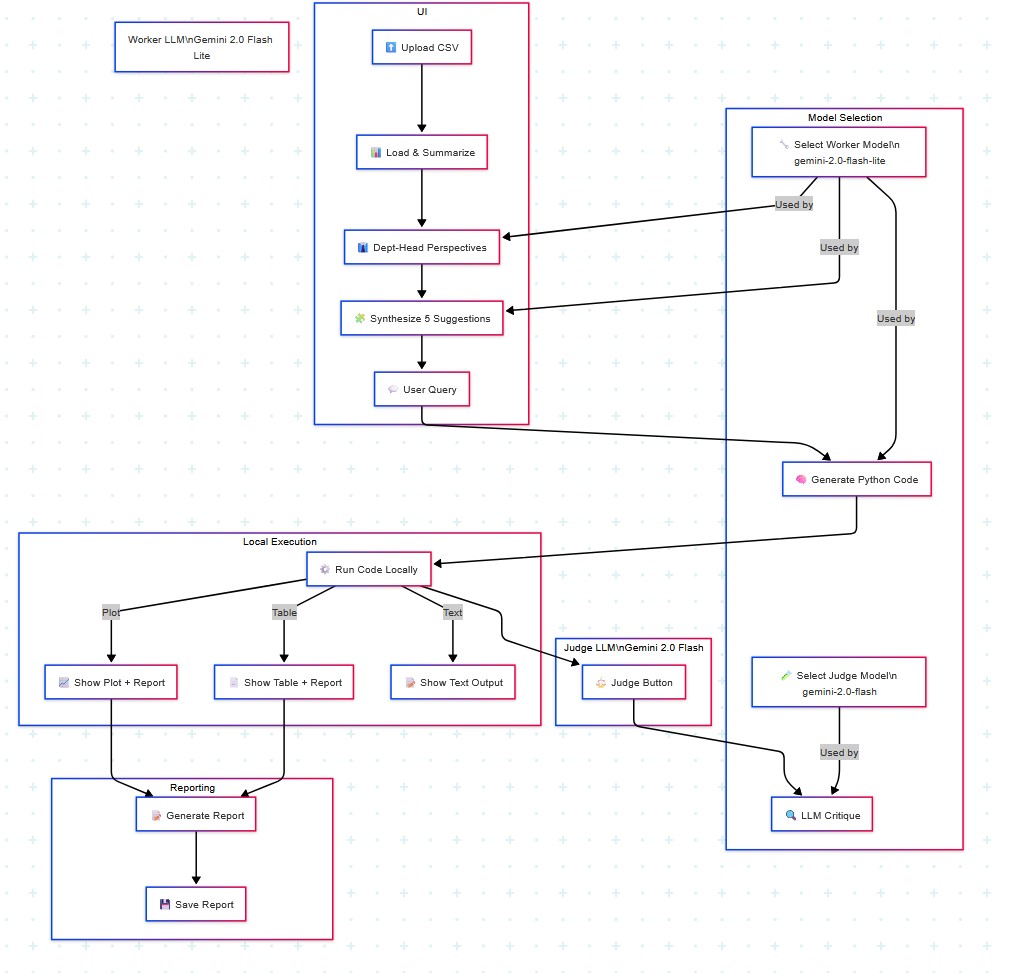 UI
Worker LLM\nGemini 2.0 Flash
Lite
Upload CSV
Load & Summarize
Dept-Head Perspectives
Synthesize 5 Suggestions
User Query
Model Selection
Select Worker Model\n
gemini-2.0-flash-lite
Used by
Used by
Used by
Generate Python Code
Local Execution
Run Code Locally
Plot
Table
Text
Show Plot + Report
Show Table + Report
Show Text Output
Judge LLM\nGemini 2.0 Flash
Judge Button
Select Judge Model\n
gemini-2.0-flash
Used by
LLM Critique
Reporting
Generate Report
Save Report